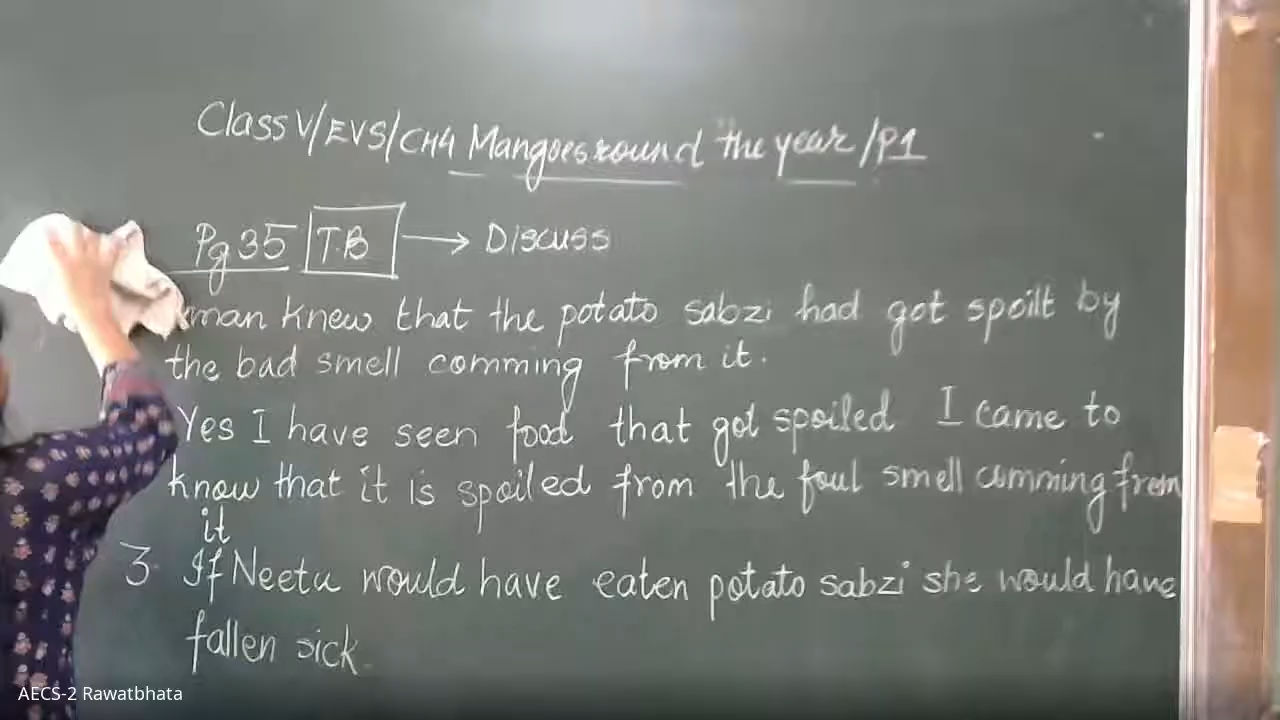 Class V/EVS/CH4 Mangoes round the year/P1
Pg 35 T.B → Discuss
man knew that the potato sabzi had got spoilt by
the bad smell comming from it.
Yes I have seen food that got spoiled I came to
know that it is spoiled from the foul smell comming from
it
3. If Neetu would have eaten potato sabzi she would have
fallen sick.
AECS-2 Rawatbhata